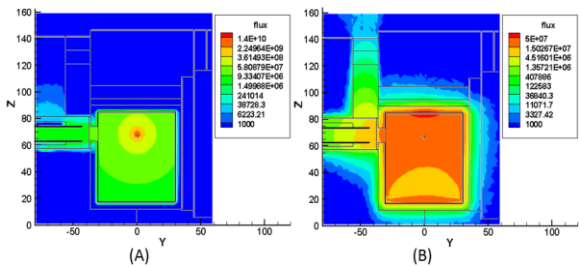 flux
1.4E+10
2.24964E+09
3.61493E+08
5.80879E+07
9.33407E+06
1.49988E+06
241014
38728.3
6223.21
1000
160
140
120
100
80
60
40
20
0
Z
-50
0
50
100
Y
(A)
flux
5E+07
1.50267E+07
4.51601E+06
1.35721E+06
407886
122583
36840.3
11071.7
3327.42
1000
160
140
120
100
80
60
40
20
0
Z
-50
0
50
100
Y
(B)